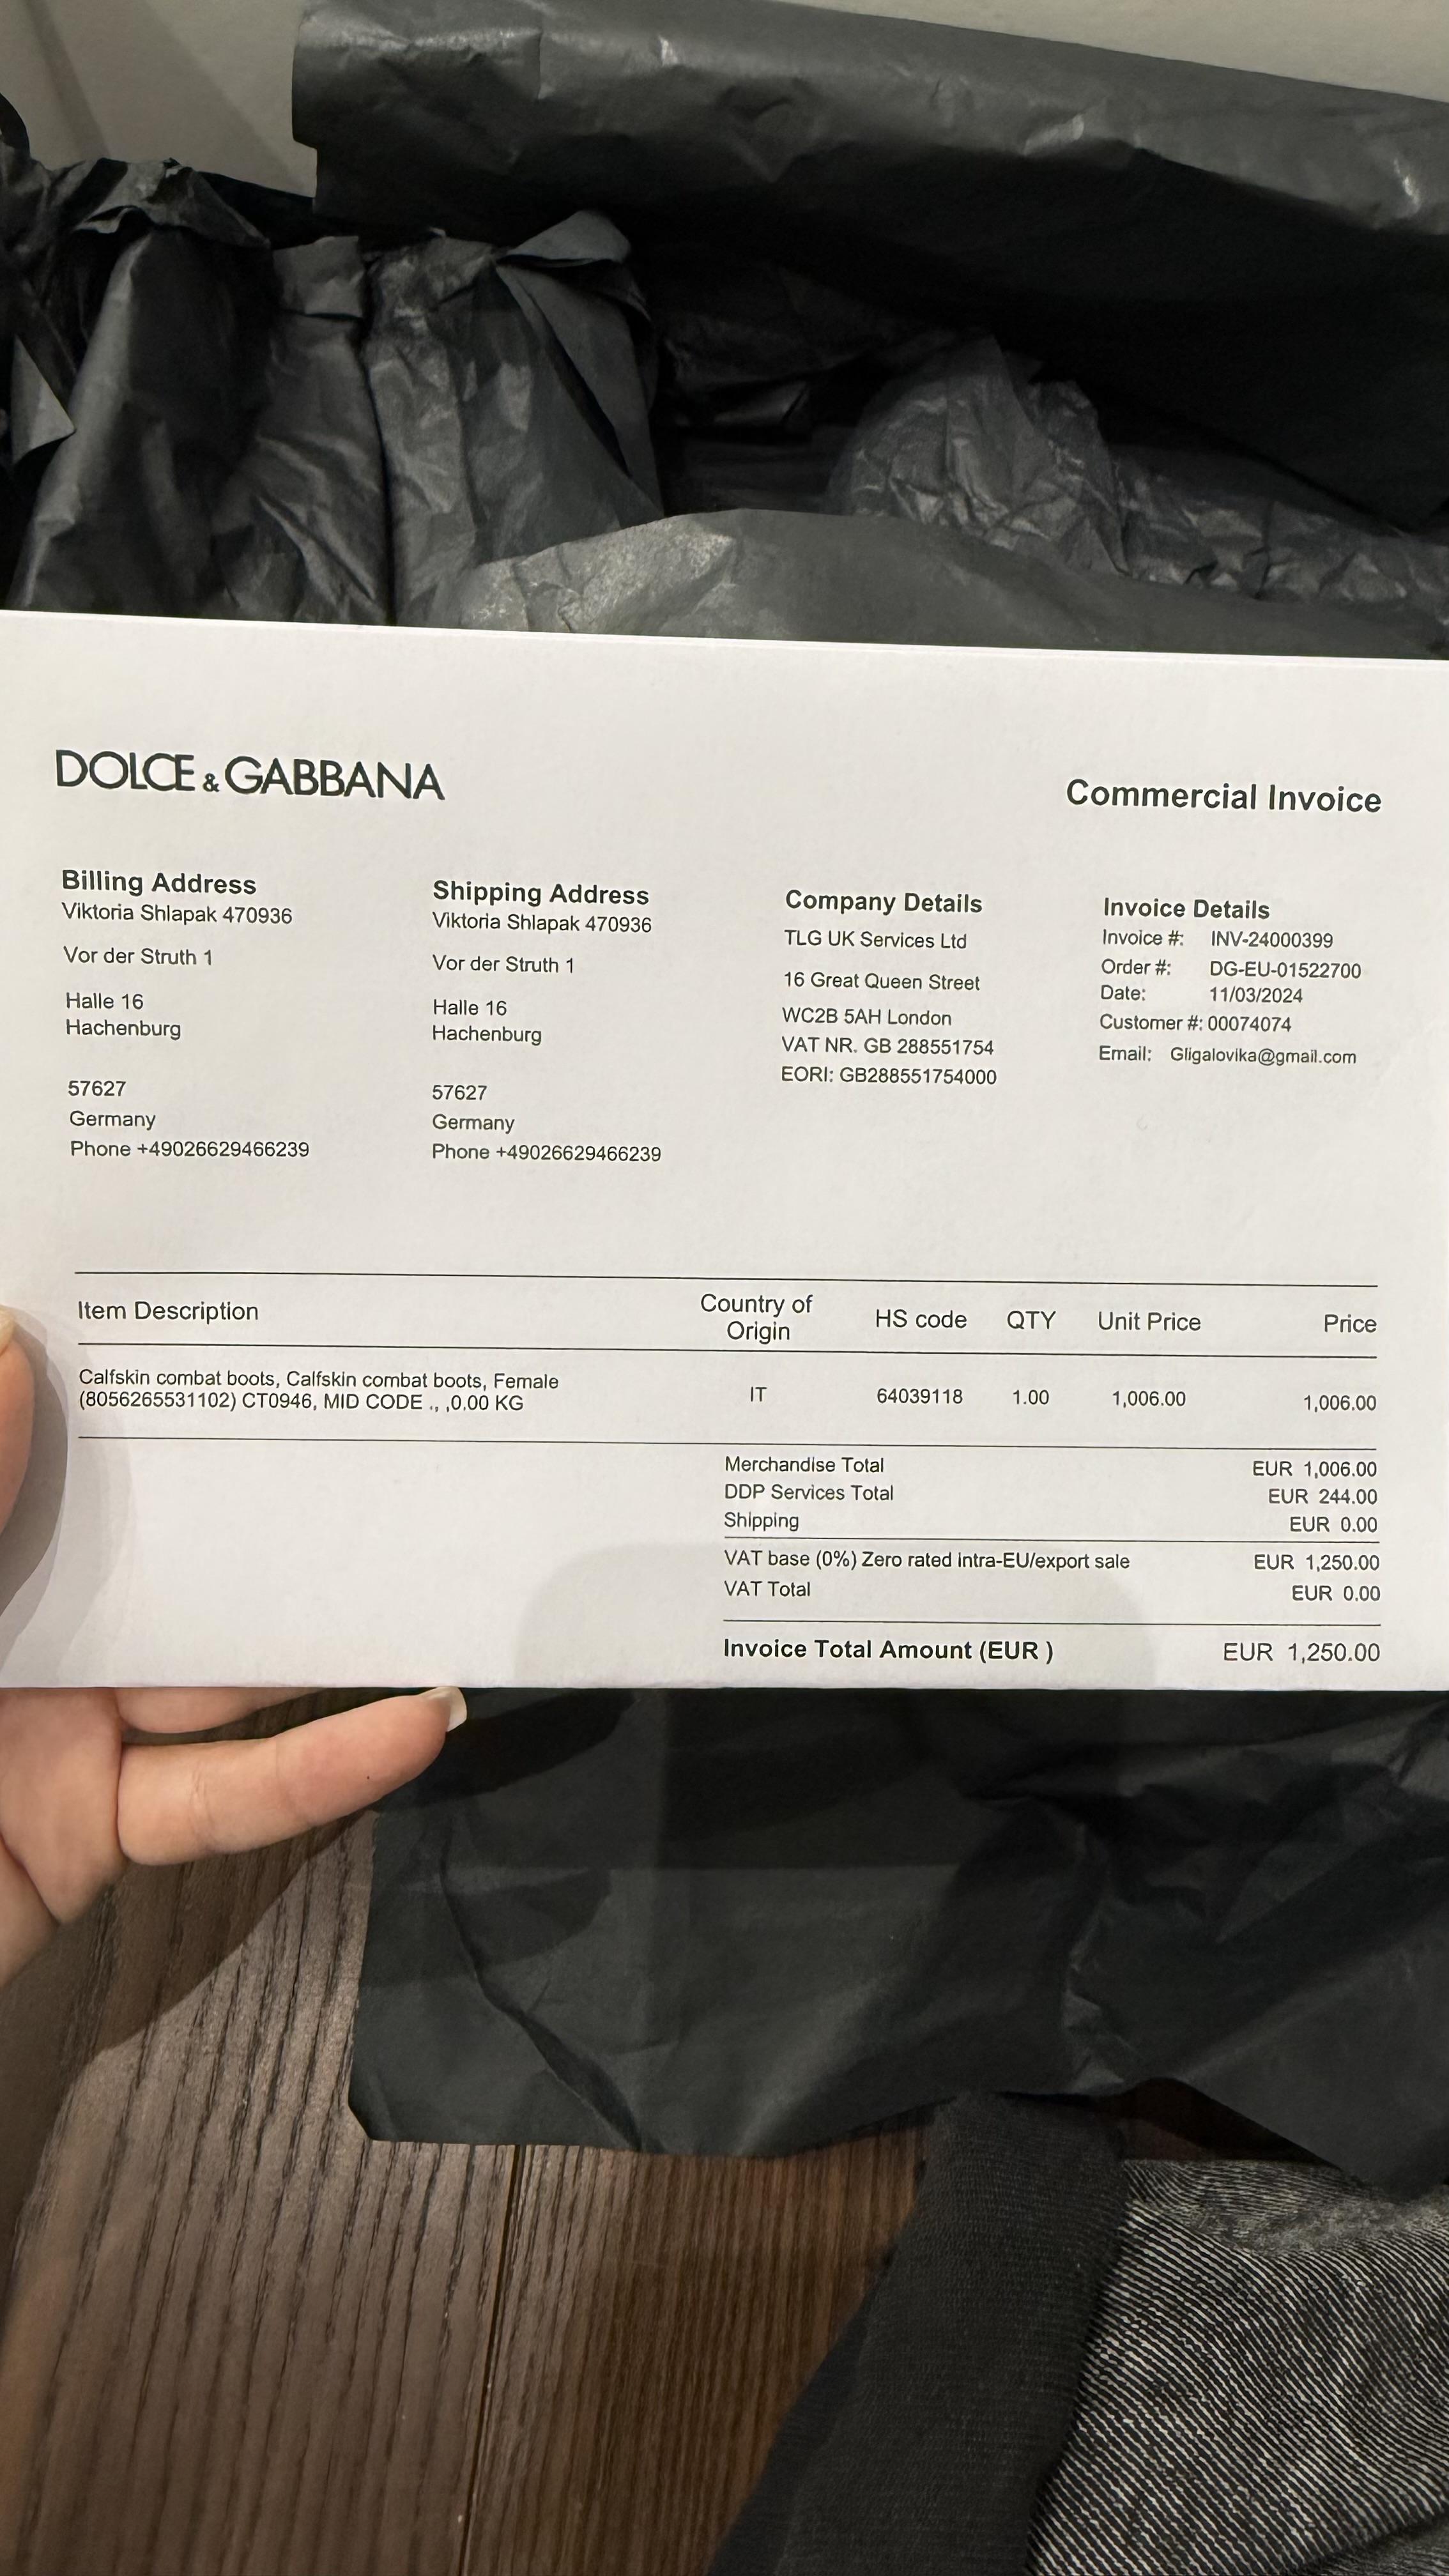 DOLCE & GABBANA
Commercial Invoice
Billing Address
Viktoria Shlapak 470936
Vor der Struth 1
Halle 16
Hachenburg
57627
Germany
Phone +49026629466239
Shipping Address
Viktoria Shlapak 470936
Vor der Struth 1
Halle 16
Hachenburg
57627
Germany
Phone +49026629466239
Company Details
TLG UK Services Ltd
16 Great Queen Street
WC2B 5AH London
VAT NR. GB 288551754
EORI: GB288551754000
Invoice Details
Invoice #: INV-24000399
Order #: DG-EU-01522700
Date: 11/03/2024
Customer #: 00074074
Email: Gligalovika@gmail.com
Item Description Country of Origin HS code QTY Unit Price Price
Calfskin combat boots, Calfskin combat boots, Female
(8056265531102) CT0946, MID CODE ., ,0.00 KG IT 64039118 1.00 1,006.00 1,006.00
Merchandise Total EUR 1,006.00
DDP Services Total EUR 244.00
Shipping EUR 0.00
VAT base (0%) Zero rated intra-EU/export sale EUR 1,250.00
VAT Total EUR 0.00
Invoice Total Amount (EUR ) EUR 1,250.00